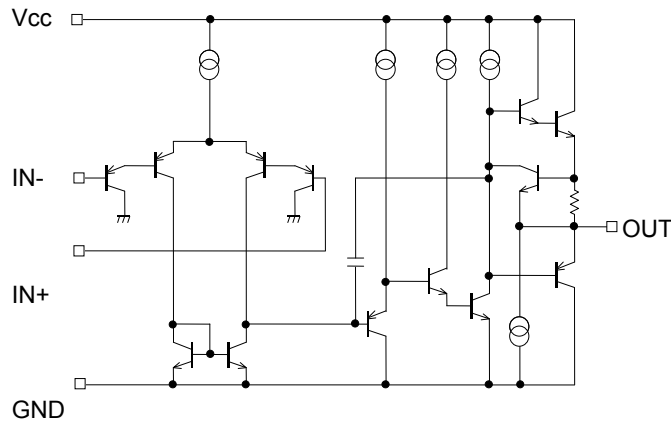 Vcc
IN-
OUT
IN+
GND